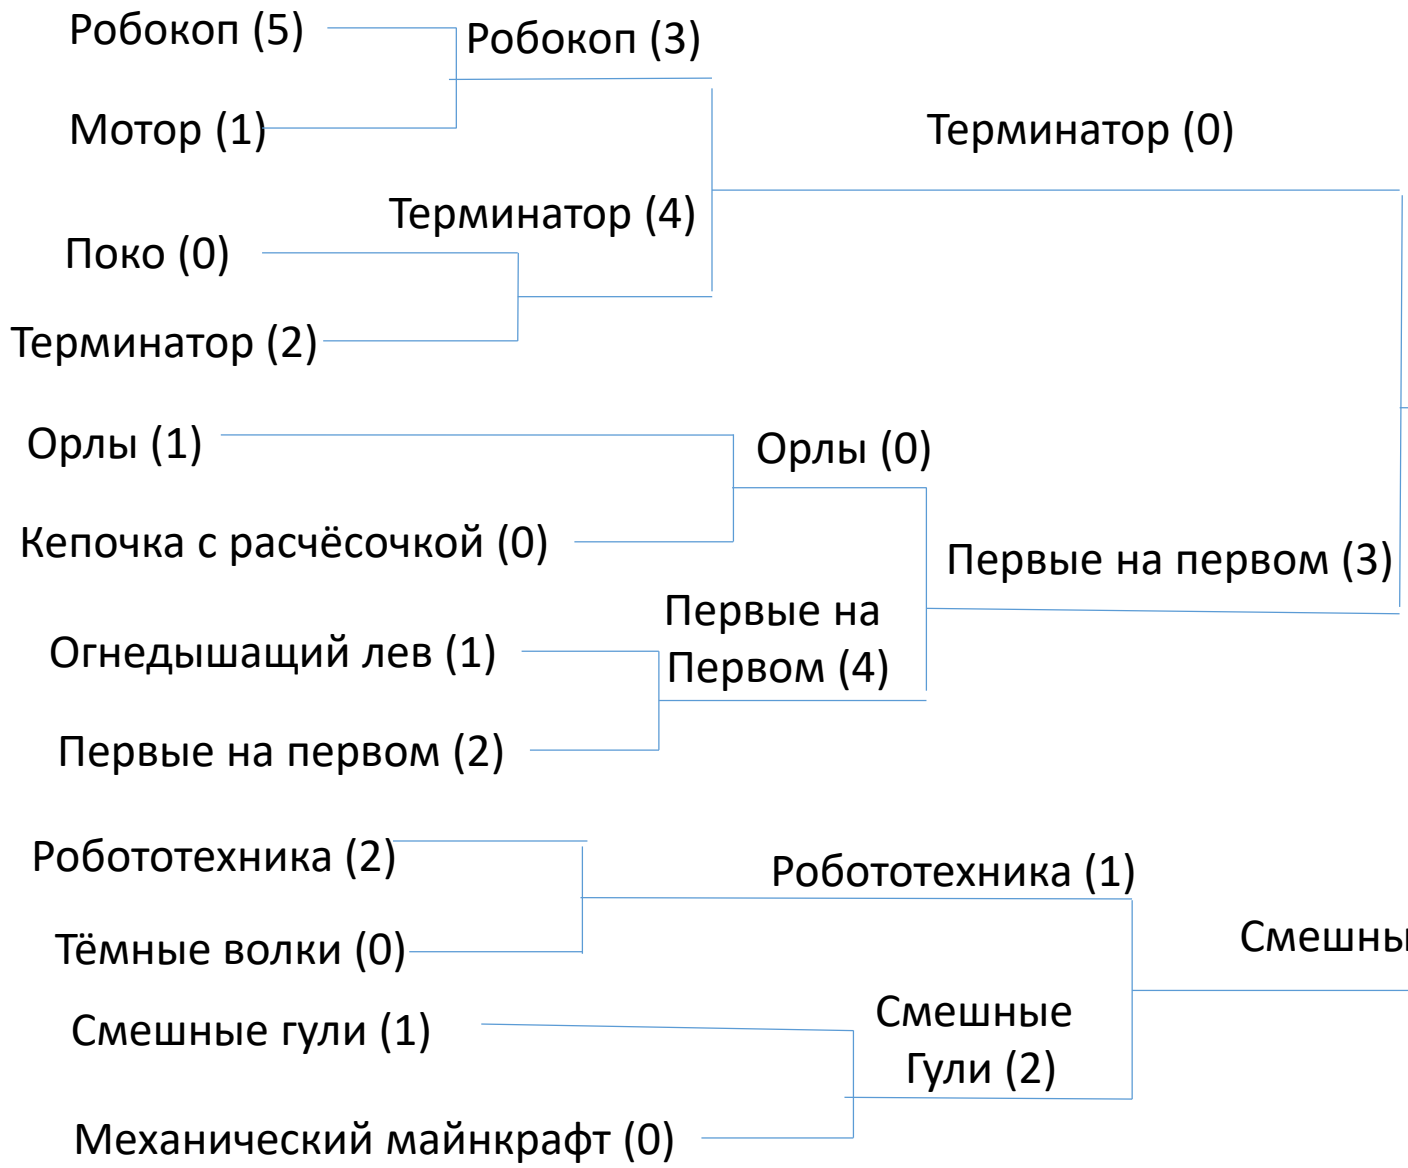 Робокоп (5)
Робокоп (3)
Мотор (1)
Терминатор (0)
Терминатор (4)
Поко (0)
Терминатор (2)
Орлы (1)
Орлы (0)
Кепочка с расчёсочкой (0)
Первые на первом (3)
Первые на
Первом (4)
Огнедышащий лев (1)
Первые на первом (2)
Робототехника (2)
Робототехника (1)
Тёмные волки (0)
Смешны
Смешные гули (1)
Смешные
Гули (2)
Механический майнкрафт (0)